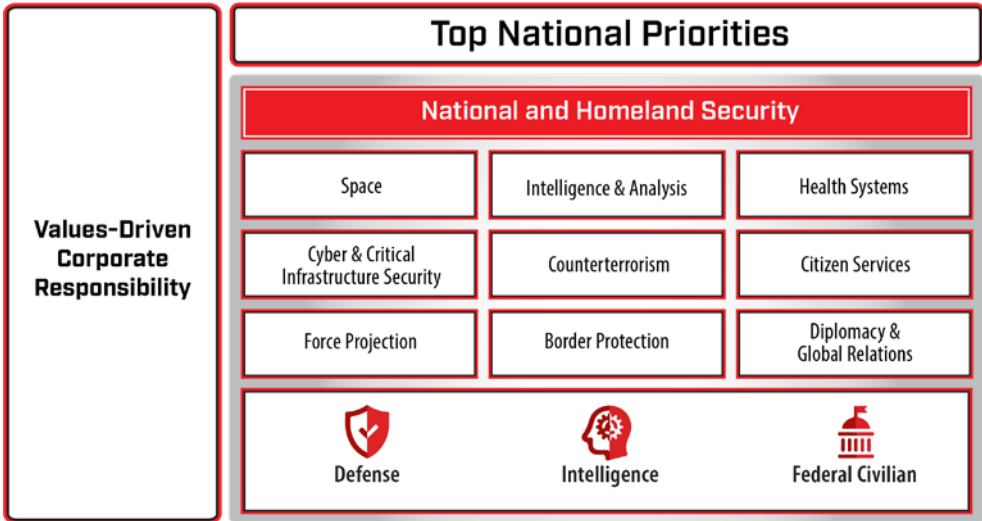 Top National Priorities
National and Homeland Security
Values-Driven
Corporate
Responsibility
Space
Intelligence & Analysis
Health Systems
Cyber & Critical
Infrastructure Security
Counterterrorism
Citizen Services
Force Projection
Border Protection
Diplomacy &
Global Relations
Defense
Intelligence
Federal Civilian